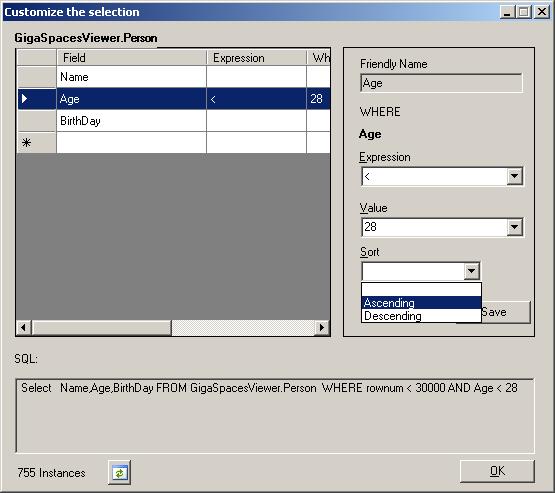 Customize the selection
GigaSpacesViewer.Person
Field Expression Wh
Name
Age < 28
BirthDay
Friendly Name
Age
WHERE
Age
Expression
<
Value
28
Sort
Ascending
Descending
Save
SQL:
Select Name,Age,BirthDay FROM GigaSpacesViewer.Person WHERE rownum < 30000 AND Age < 28
755 Instances
OK